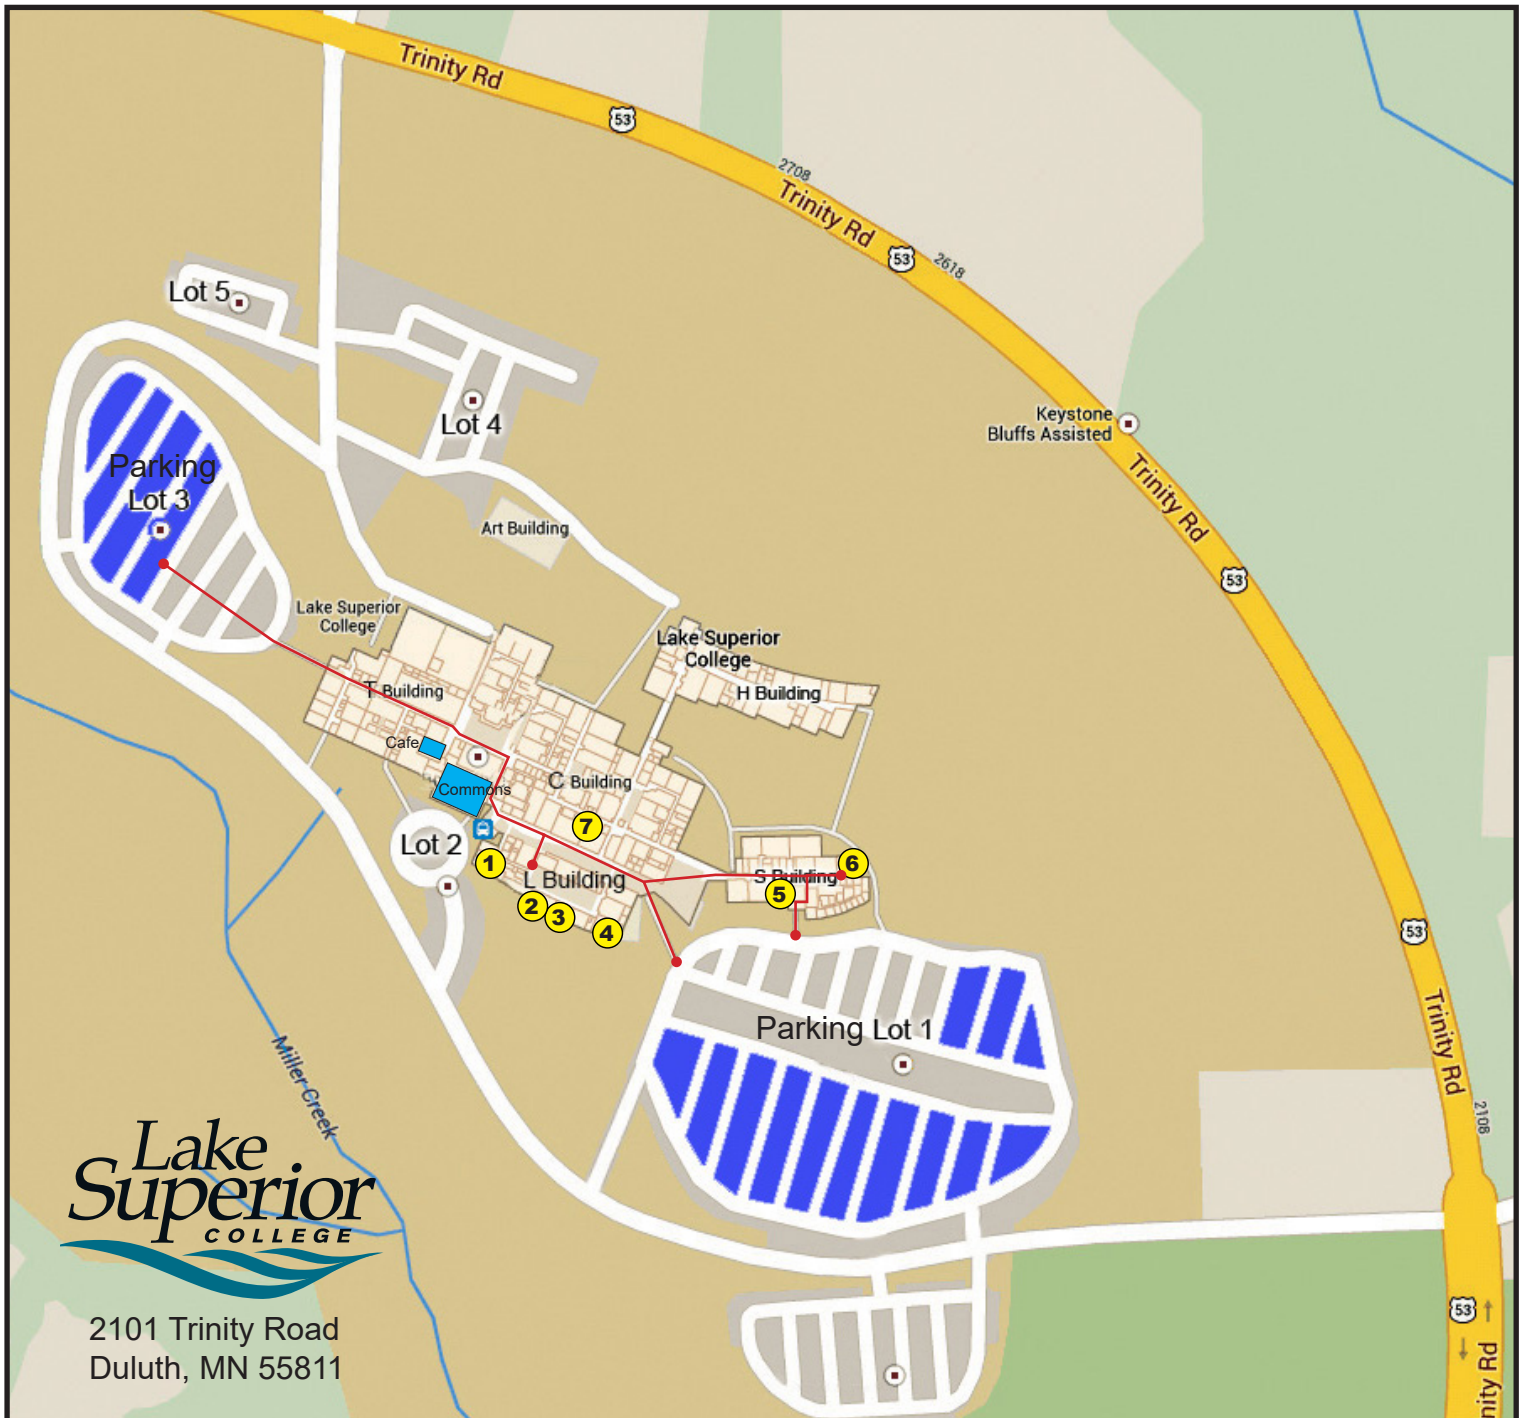 Trinity Rd
53
2708
Trinity Rd
53
2618
Lot 5
Lot 4
Keystone
Bluffs Assisted
Trinity Rd
Parking
Lot 3
Art Building
53
Lake Superior
College
Lake Superior
College
T Building
H Building
Cafe
Commons
C Building
7
Lot 2
1
L Building
S Building
6
5
2
3
4
53
Trinity Rd
Parking Lot 1
Miller Creek
2108
Lake
Superior
COLLEGE
53
2101 Trinity Road
Duluth, MN 55811
nity Rd